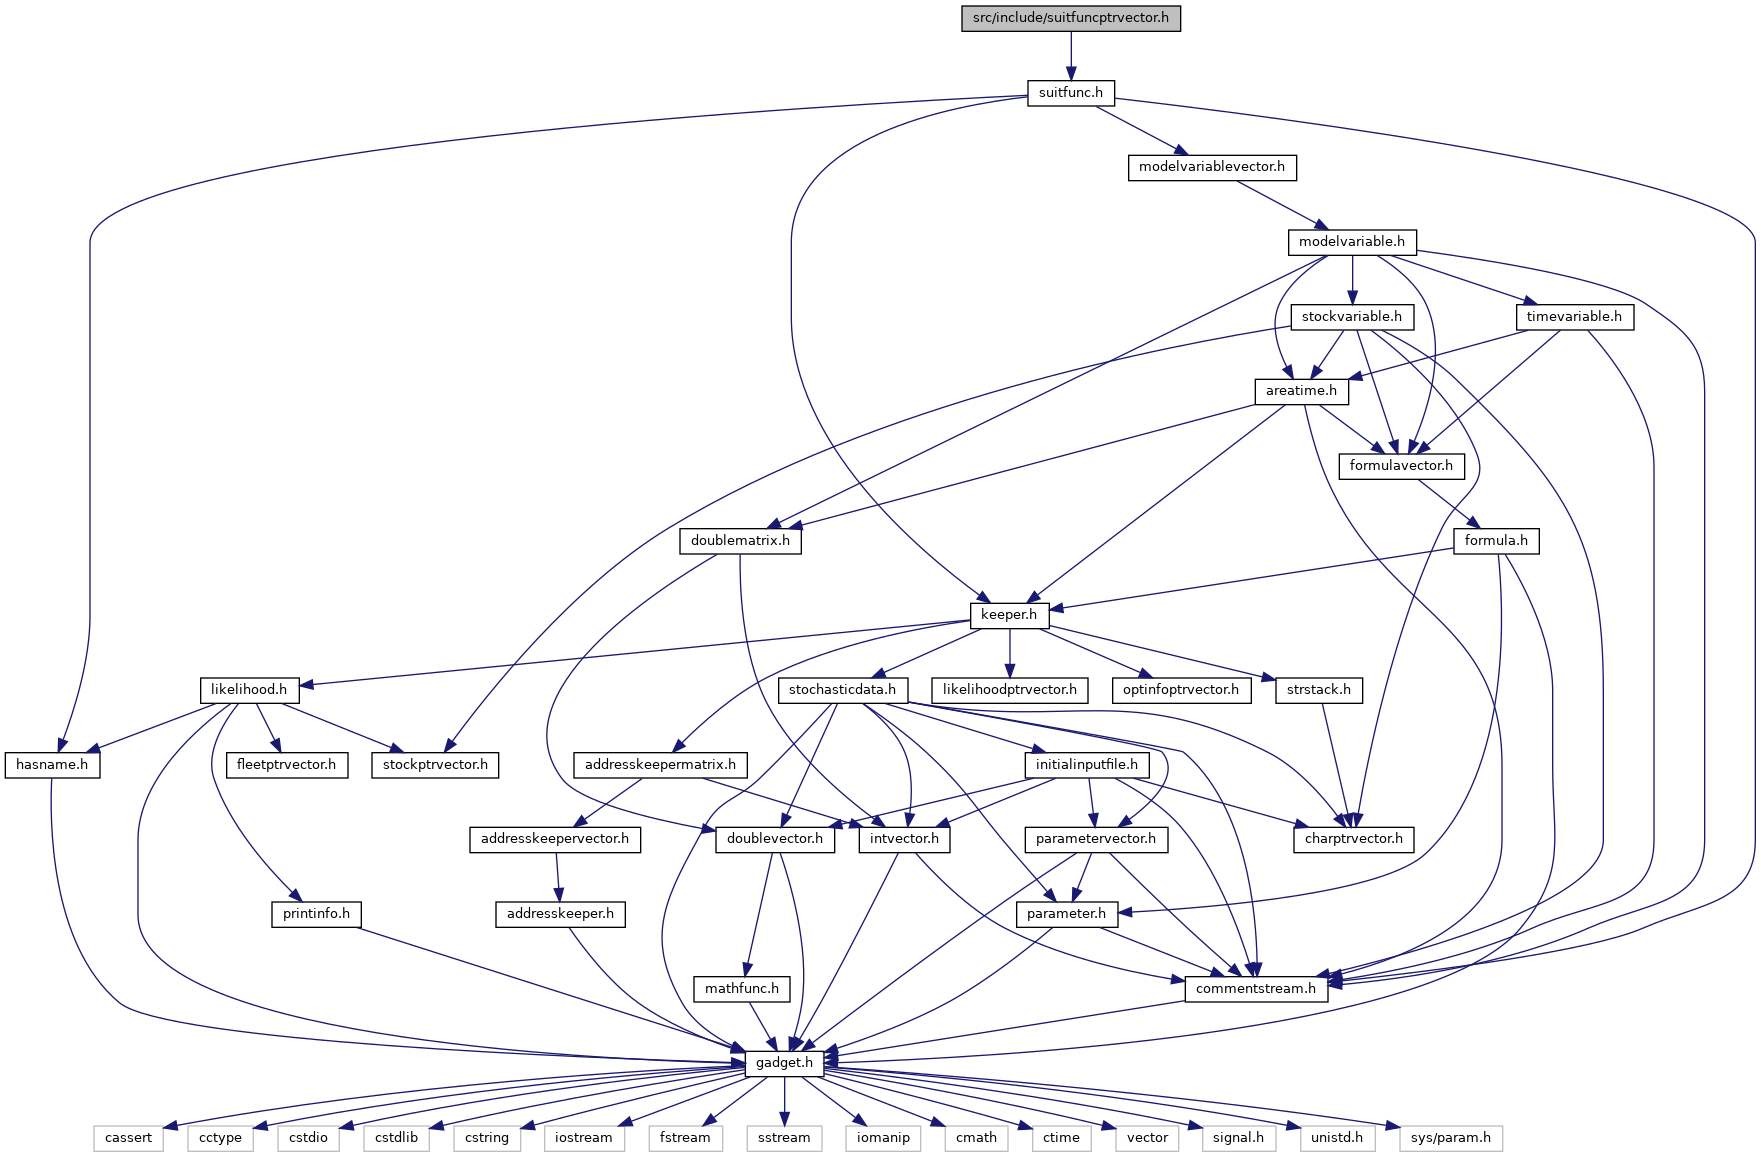 src/include/suitfuncptrvector.h
suitfunc.h
modelvariablevector.h
modelvariable.h
stockvariable.h
timevariable.h
areatime.h
formulavector.h
doublematrix.h
formula.h
keeper.h
likelihood.h
stochasticdata.h
likelihoodptrvector.h
optinfoptrvector.h
strstack.h
hasname.h
fleetptrvector.h
stockptrvector.h
addresskeepermatrix.h
initialinputfile.h
addresskeepervector.h
doublevector.h
intvector.h
parametervector.h
charptrvector.h
printinfo.h
addresskeeper.h
parameter.h
mathfunc.h
commentstream.h
gadget.h
cassert
cctype
cstdio
cstdlib
cstring
iostream
fstream
sstream
iomanip
cmath
ctime
vector
signal.h
unistd.h
sys/param.h